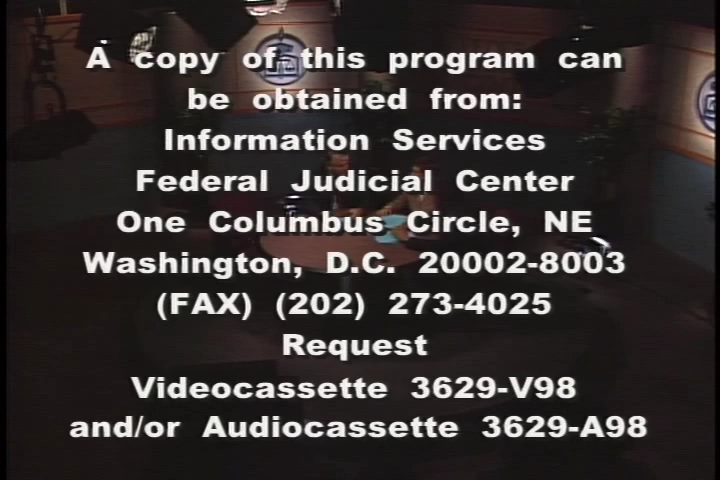 A copy of this program can
be obtained from:
Information Services
Federal Judicial Center
One Columbus Circle, NE
Washington, D.C. 20002-8003
(FAX) (202) 273-4025
Request
Videocassette 3629-V98
and/or Audiocassette 3629-A98